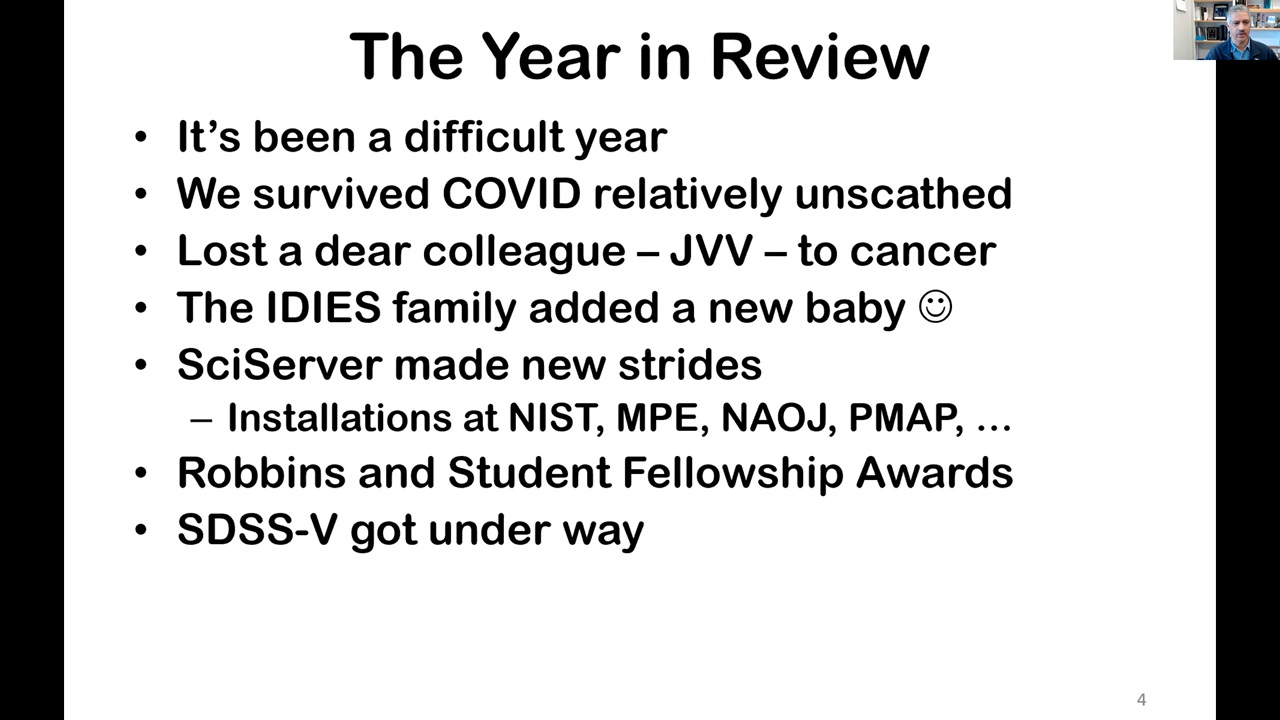 The Year in Review
• It’s been a difficult year
• We survived COVID relatively unscathed
• Lost a dear colleague – JVV – to cancer
• The IDIES family added a new baby ☺
• SciServer made new strides
– Installations at NIST, MPE, NAOJ, PMAP, …
• Robbins and Student Fellowship Awards
• SDSS-V got under way
4